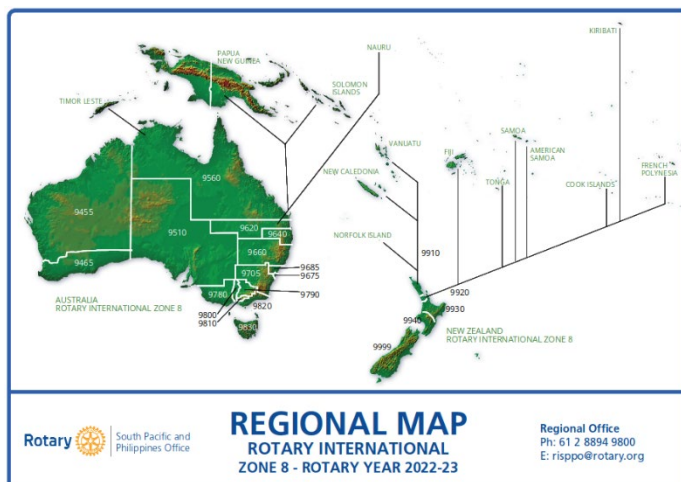 KIRIBATI
NAURU
PAPUA
NEW GUINEA
SOLOMON
ISLANDS
TIMOR LESTE
SAMOA
AMERICAN
SAMOA
VANUATU
FIJI
NEW CALEDONIA
TONGA
COOK ISLANDS
FRENCH
POLYNESIA
NORFOLK ISLAND
9560
9455
9510
9620
9640
9465
9660
9685
9675
9705
9780
9790
9800
9810
9820
9830
9910
9920
9930
9940
9999
AUSTRALIA
ROTARY INTERNATIONAL ZONE 8
NEW ZEALAND
ROTARY INTERNATIONAL ZONE 8
Rotary
South Pacific and
Philippines Office
REGIONAL MAP
ROTARY INTERNATIONAL
ZONE 8 - ROTARY YEAR 2022-23
Regional Office
Ph: 61 2 8894 9800
E: risppo@rotary.org